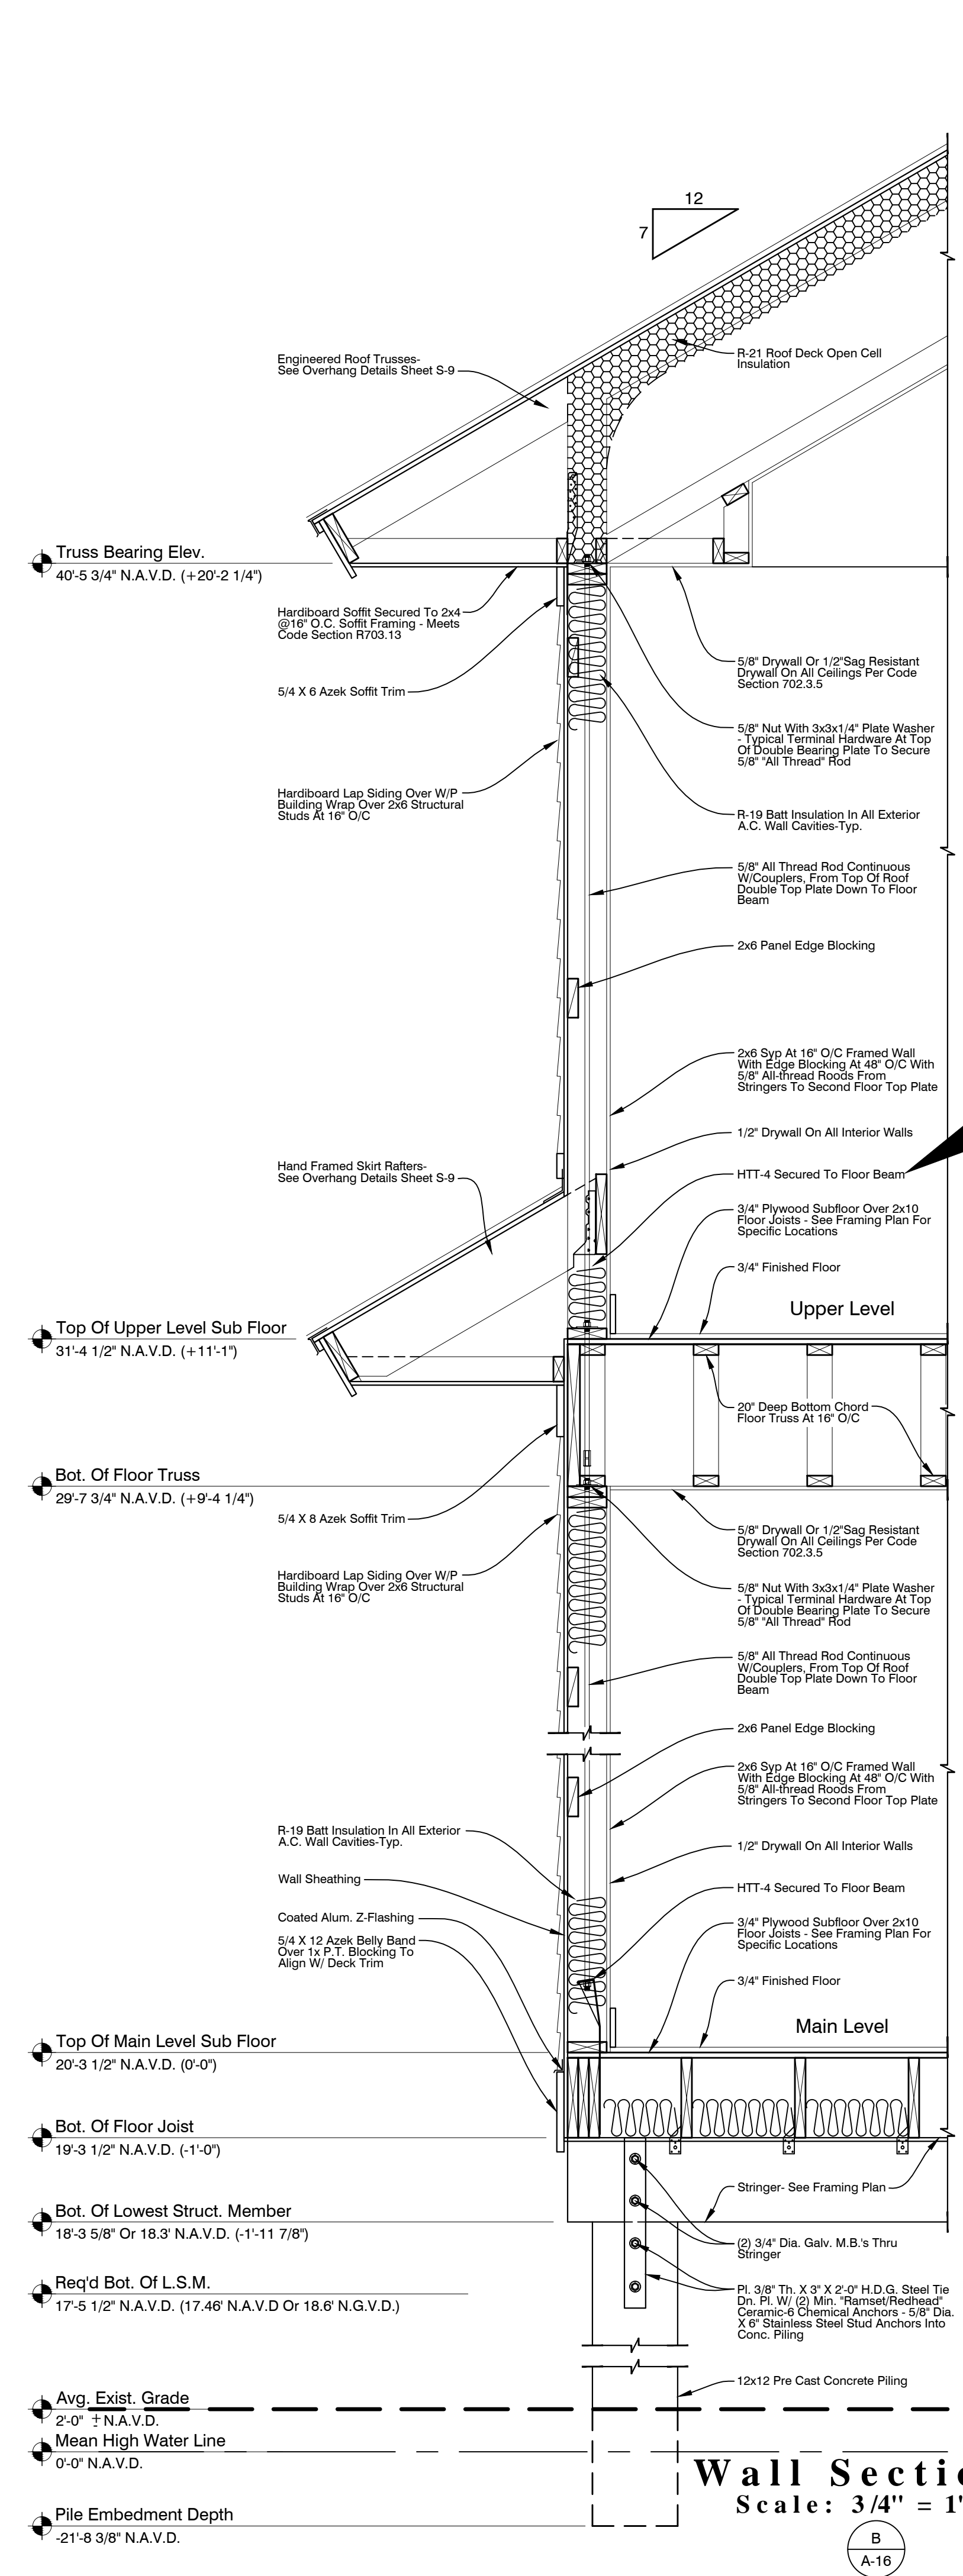 12
7
Engineered Roof Trusses-
See Overhang Details Sheet S-9
R-21 Roof Deck Open Cell
Insulation
Truss Bearing Elev.
40'-5 3/4" N.A.V.D. (+20'-2 1/4")
Hardiboard Soffit Secured To 2x4
@16" O.C. Soffit Framing - Meets
Code Section R703.13
5/4 X 6 Azek Soffit Trim
5/8" Drywall Or 1/2"Sag Resistant
Drywall On All Ceilings Per Code
Section 702.3.5
5/8" Nut With 3x3x1/4" Plate Washer
- Typical Terminal Hardware At Top
Of Double Bearing Plate To Secure
5/8" "All Thread" Rod
Hardiboard Lap Siding Over W/P
Building Wrap Over 2x6 Structural
Studs At 16" O/C
R-19 Batt Insulation In All Exterior
A.C. Wall Cavities-Typ.
5/8" All Thread Rod Continuous
W/Couplers, From Top Of Roof
Double Top Plate Down To Floor
Beam
2x6 Panel Edge Blocking
2x6 Syp At 16" O/C Framed Wall
With Edge Blocking At 48" O/C With
5/8" All-thread Roods From
Stringers To Second Floor Top Plate
1/2" Drywall On All Interior Walls
Hand Framed Skirt Rafters-
See Overhang Details Sheet S-9
HTT-4 Secured To Floor Beam
3/4" Plywood Subfloor Over 2x10
Floor Joists - See Framing Plan For
Specific Locations
3/4" Finished Floor
Upper Level
Top Of Upper Level Sub Floor
31'-4 1/2" N.A.V.D. (+11'-1")
20" Deep Bottom Chord
Floor Truss At 16" O/C
Bot. Of Floor Truss
29'-7 3/4" N.A.V.D. (+9'-4 1/4")
5/4 X 8 Azek Soffit Trim
5/8" Drywall Or 1/2"Sag Resistant
Drywall On All Ceilings Per Code
Section 702.3.5
Hardiboard Lap Siding Over W/P
Building Wrap Over 2x6 Structural
Studs At 16" O/C
5/8" Nut With 3x3x1/4" Plate Washer
- Typical Terminal Hardware At Top
Of Double Bearing Plate To Secure
5/8" "All Thread" Rod
5/8" All Thread Rod Continuous
W/Couplers, From Top Of Roof
Double Top Plate Down To Floor
Beam
2x6 Panel Edge Blocking
2x6 Syp At 16" O/C Framed Wall
With Edge Blocking At 48" O/C With
5/8" All-thread Roods From
Stringers To Second Floor Top Plate
R-19 Batt Insulation In All Exterior
A.C. Wall Cavities-Typ.
1/2" Drywall On All Interior Walls
Wall Sheathing
HTT-4 Secured To Floor Beam
Coated Alum. Z-Flashing
5/4 X 12 Azek Belly Band
Over 1x P.T. Blocking To
Align W/ Deck Trim
3/4" Plywood Subfloor Over 2x10
Floor Joists - See Framing Plan For
Specific Locations
3/4" Finished Floor
Main Level
Top Of Main Level Sub Floor
20'-3 1/2" N.A.V.D. (0'-0")
Bot. Of Floor Joist
19'-3 1/2" N.A.V.D. (-1'-0")
Stringer- See Framing Plan
Bot. Of Lowest Struct. Member
18'-3 5/8" Or 18.3' N.A.V.D. (-1'-11 7/8")
(2) 3/4" Dia. Galv. M.B.'s Thru
Stringer
Req'd Bot. Of L.S.M.
17'-5 1/2" N.A.V.D. (17.46' N.A.V.D Or 18.6' N.G.V.D.)
Pl. 3/8" Th. X 3" X 2'-0" H.D.G. Steel Tie
Dn. Pl. W/ (2) Min. "Ramset/Redhead"
Ceramic-6 Chemical Anchors - 5/8" Dia.
X 6" Stainless Steel Stud Anchors Into
Conc. Piling
12x12 Pre Cast Concrete Piling
Avg. Exist. Grade
2'-0" ± N.A.V.D.
Mean High Water Line
0'-0" N.A.V.D.
Wall Sectio
Scale: 3/4" = 1'
Pile Embedment Depth
-21'-8 3/8" N.A.V.D.
B
A-16